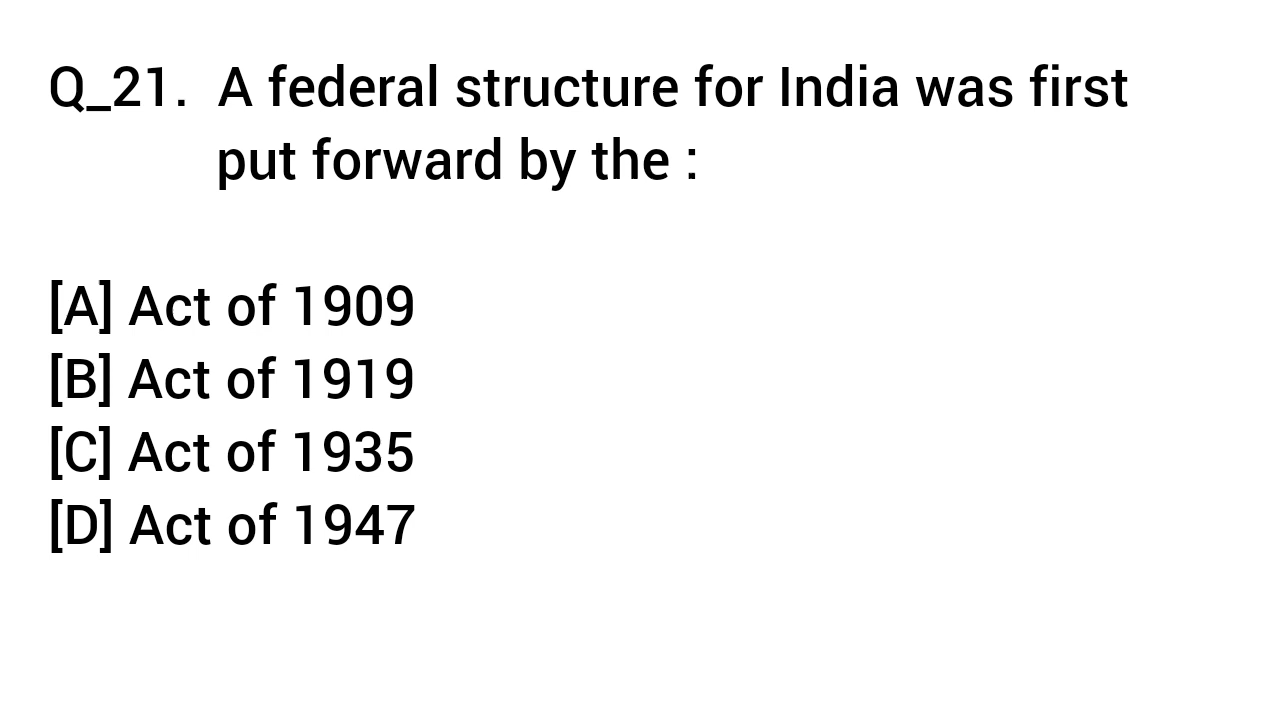 Q_21. A federal structure for India was first
put forward by the :
[A] Act of 1909
[B] Act of 1919
[C] Act of 1935
[D] Act of 1947